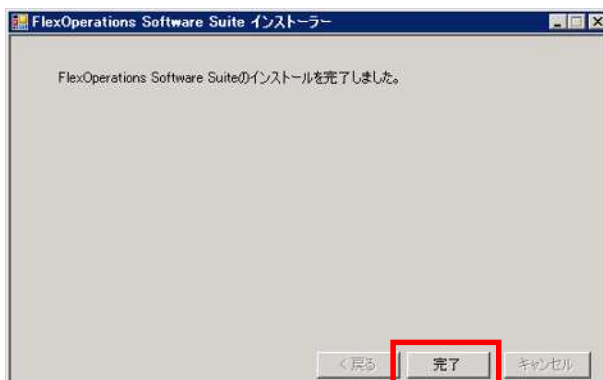 FlexOperations Software Suite インストーラー
FlexOperations Software Suiteのインストールを完了しました。
< 戻る
完了
キャンセル